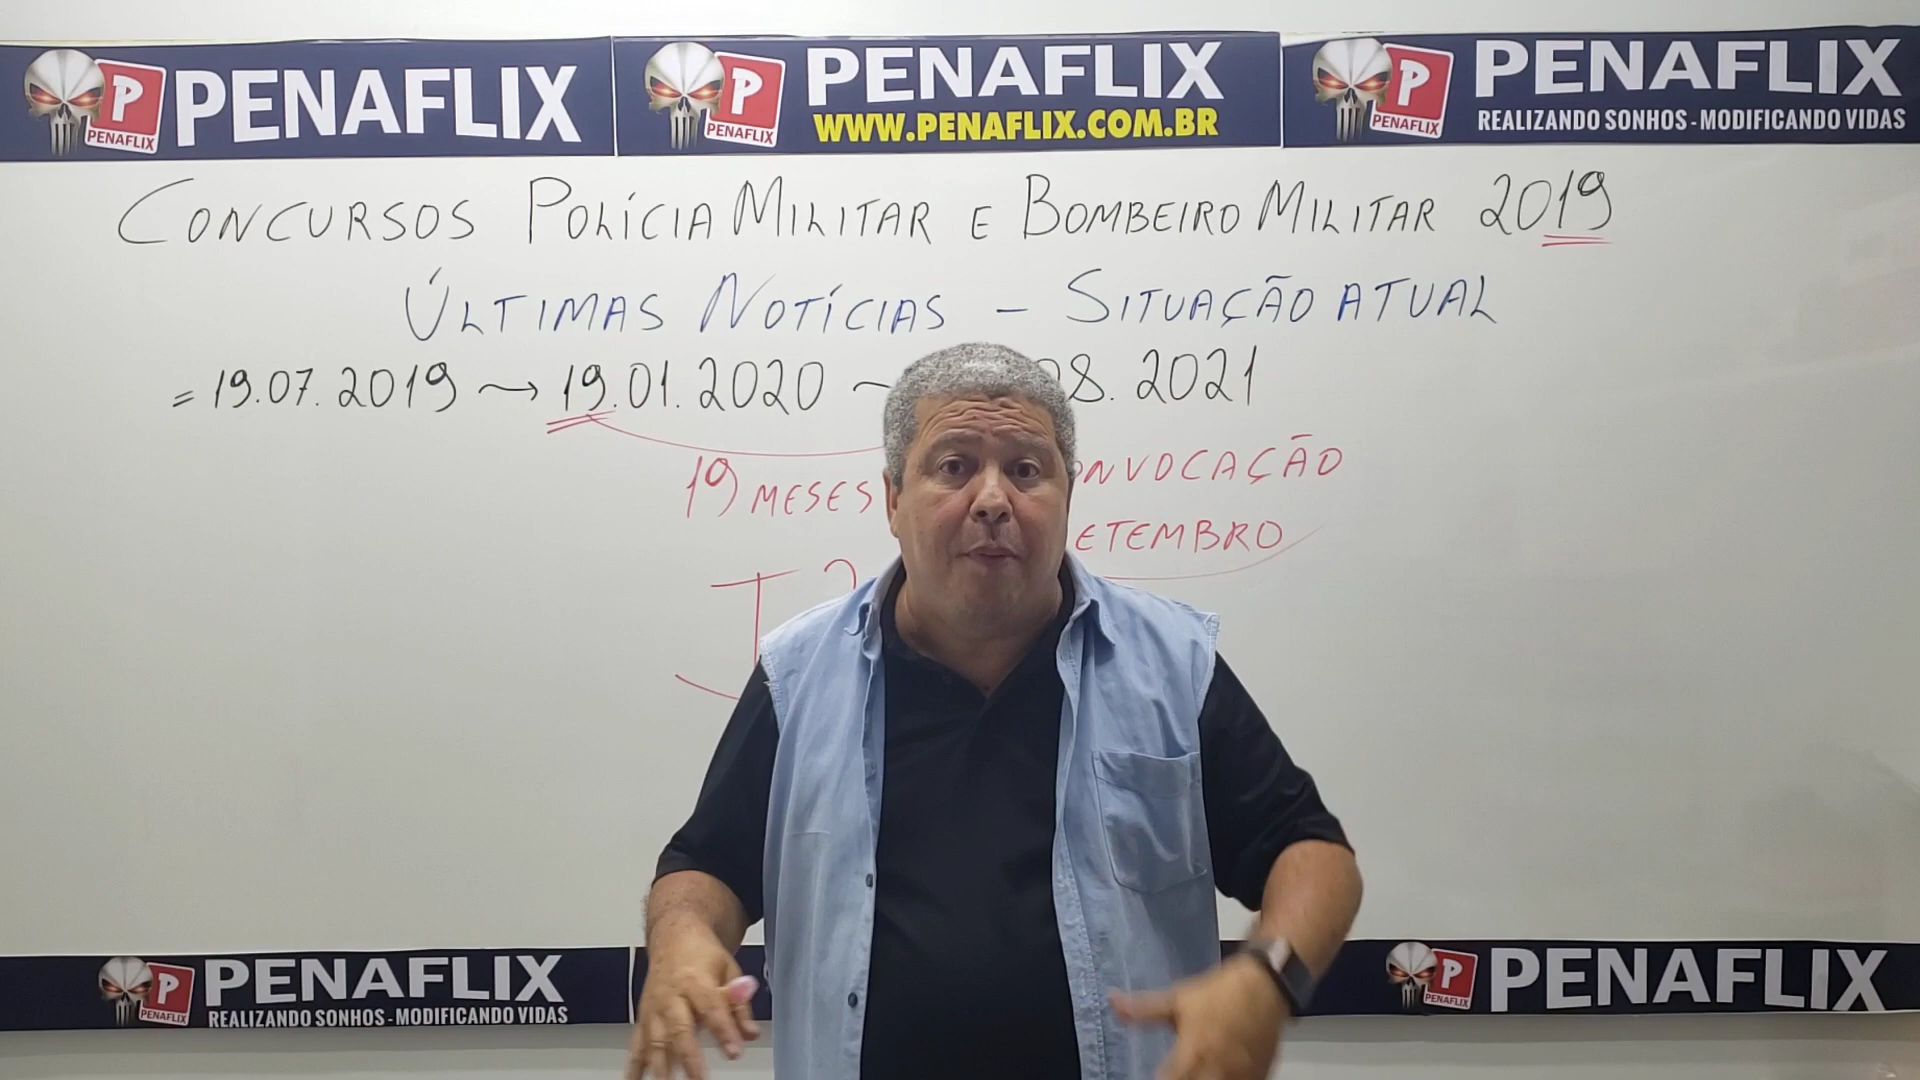 P PENAFLIX PENAFLIX
P PENAFLIX PENAFLIX
WWW.PENAFLIX.COM.BR
P PENAFLIX PENAFLIX
REALIZANDO SONHOS - MODIFICANDO VIDAS
CONCURSOS POLÍCIA MILITAR E BOMBEIRO MILITAR 2019
ÚLTIMAS NOTÍCIAS - SITUAÇÃO ATUAL
= 19.07.2019 → 19.01.2020 08.2021
19 MESES
P PENAFLIX PENAFLIX
REALIZANDO SONHOS - MODIFICANDO VIDAS
P PENAFLIX PENAFLIX